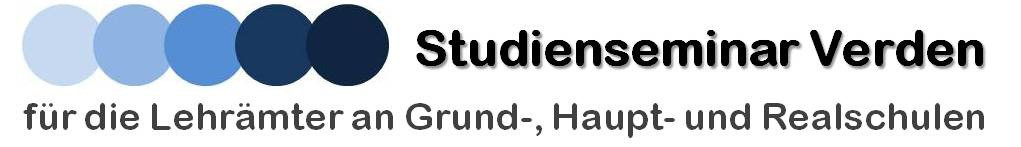 Studienseminar Verden
für die Lehrämter an Grund-, Haupt- und Realschulen